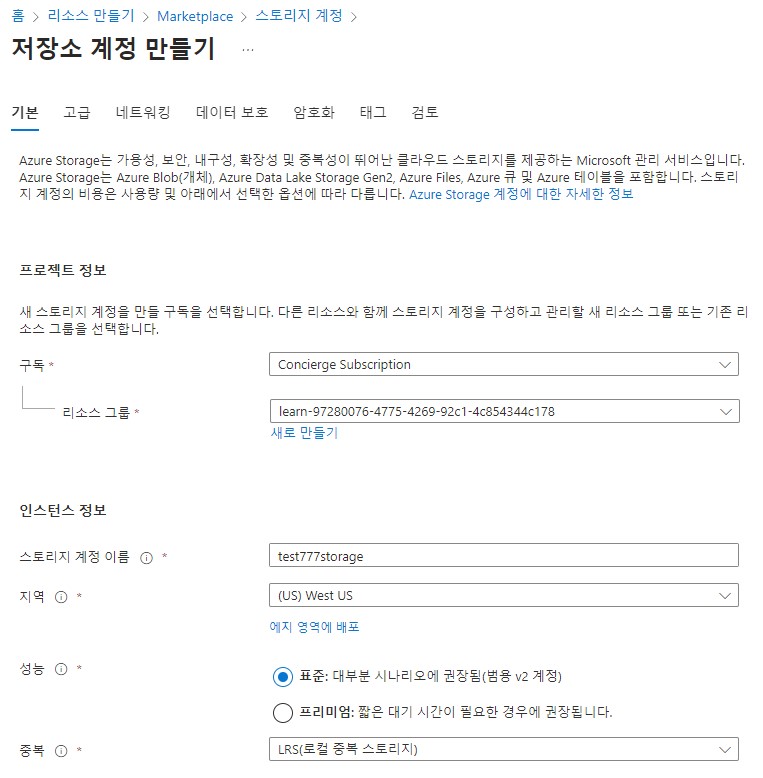 홈 > 리소스 만들기 > Marketplace > 스토리지 계정 >
저장소 계정 만들기 ...
기본 고급 네트워킹 데이터 보호 암호화 태그 검토
Azure Storage는 가용성, 보안, 내구성, 확장성 및 중복성이 뛰어난 클라우드 스토리지를 제공하는 Microsoft 관리 서비스입니다.
Azure Storage는 Azure Blob(개체), Azure Data Lake Storage Gen2, Azure Files, Azure 큐 및 Azure 테이블을 포함합니다. 스토리
지 계정의 비용은 사용량 및 아래에서 선택한 옵션에 따라 다릅니다. Azure Storage 계정에 대한 자세한 정보
프로젝트 정보
새 스토리지 계정을 만들 구독을 선택합니다. 다른 리소스와 함께 스토리지 계정을 구성하고 관리할 새 리소스 그룹 또는 기존 리
소스 그룹을 선택합니다.
구독 * Concierge Subscription
리소스 그룹 * learn-97280076-4775-4269-92c1-4c854344c178
새로 만들기
인스턴스 정보
스토리지 계정 이름 * test777storage
지역 * (US) West US
에지 영역에 배포
성능 * 표준: 대부분 시나리오에 권장됨(범용 v2 계정)
프리미엄: 짧은 대기 시간이 필요한 경우에 권장됩니다.
중복 * LRS(로컬 중복 스토리지)